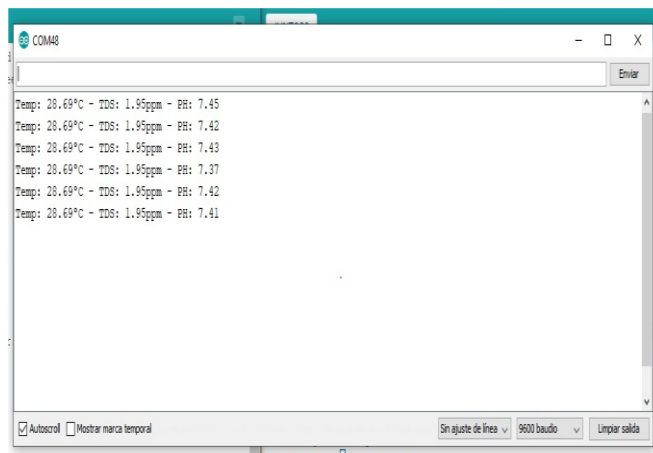 COM48
Enviar
Temp: 28.69°C - TDS: 1.95ppm - PH: 7.45
Temp: 28.69°C - TDS: 1.95ppm - PH: 7.42
Temp: 28.69°C - TDS: 1.95ppm - PH: 7.43
Temp: 28.69°C - TDS: 1.95ppm - PH: 7.37
Temp: 28.69°C - TDS: 1.95ppm - PH: 7.42
Temp: 28.69°C - TDS: 1.95ppm - PH: 7.41
Autoscroll Mostrar marca temporal Sin ajuste de línea 9600 baudio Limpiar salida